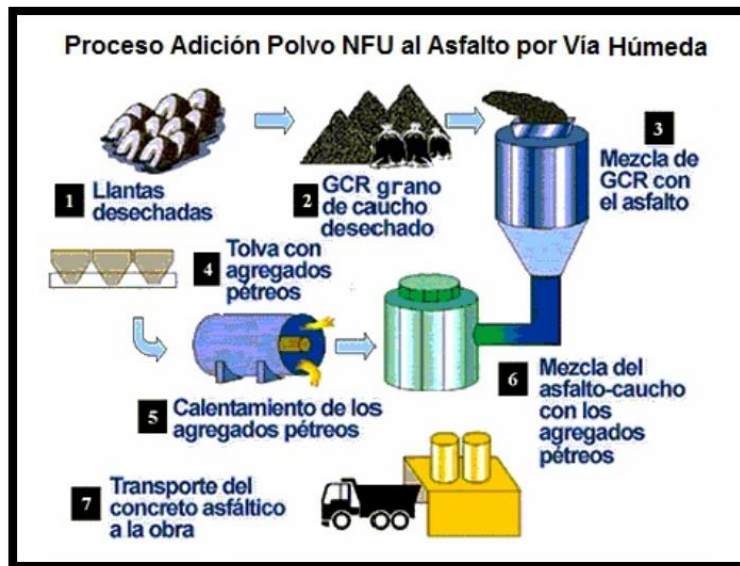 Proceso Adición Polvo NFU al Asfalto por Vía Húmeda
1 Llantas
desechadas
2 GCR grano
de caucho
desechado
3
Mezcla de
GCR con
el asfalto
4 Tolva con
agregados
pétreos
5 Calentamiento de los
agregados pétreos
6 Mezcla del
asfalto-caucho
con los
agregados
pétreos
7 Transporte del
concreto asfáltico
a la obra